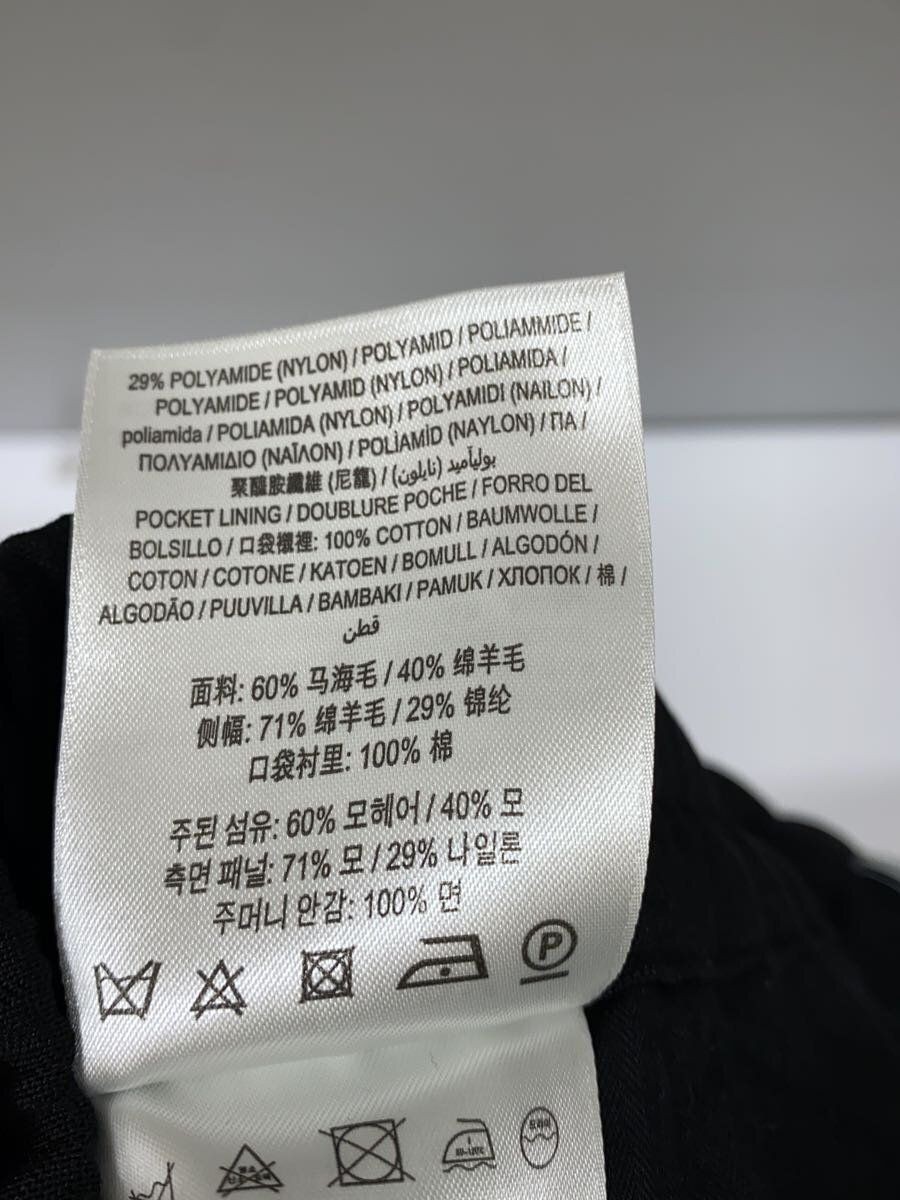 29% POLYAMIDE (NYLON) / POLYAMID / POLIAMMIDE /
POLYAMIDE / POLYAMID (NYLON) / POLIAMIDA /
poliamida / POLIAMIDA (NYLON) / POLYAMIDI (NAILON) /
ΠΟΛΥΑΜΙΔΙΟ (ΝΑΪΛΟΝ) / POLİAMİD (NAYLON) / ПА /
聚醯胺纖維 (尼龍) / بولياميد (نايلون)
POCKET LINING / DOUBLURE POCHE / FORRO DEL
BOLSILLO / 口袋襯裡: 100% COTTON / BAUMWOLLE /
COTON / COTONE / KATOEN / BOMULL / ALGODÓN /
ALGODÃO / PUUVILLA / BAMBAKI / PAMUK / ХЛОПОК / 棉 /
قطن
面料: 60% 马海毛 / 40% 绵羊毛
侧幅: 71% 绵羊毛 / 29% 锦纶
口袋衬里: 100% 棉
주된 섬유: 60% 모헤어 / 40% 모
측면 패널: 71% 모 / 29% 나일론
주머니 안감: 100% 면
P